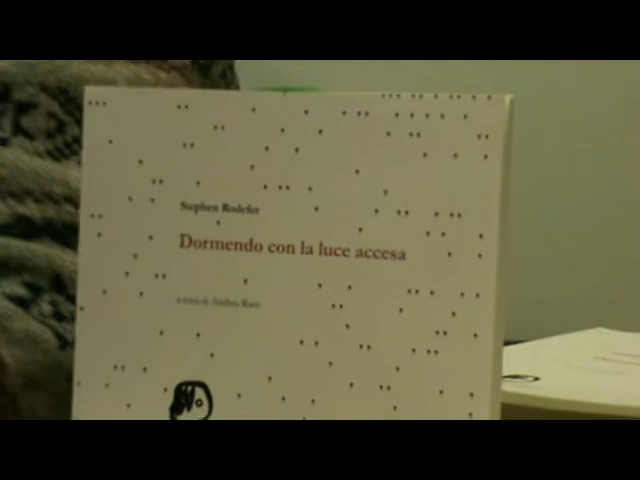 Stephen Rodefer
Dormendo con la luce accesa
a cura di Andrea Raos